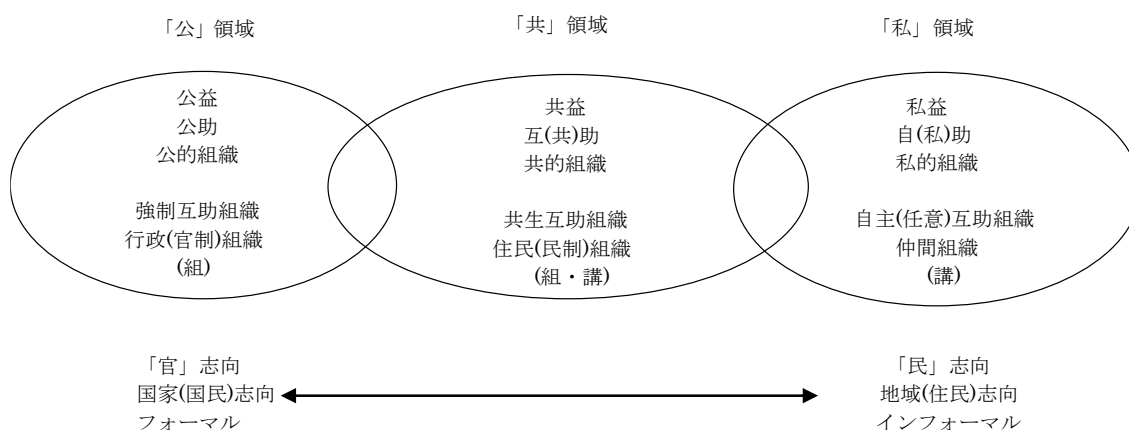 「公」領域
「共」領域
「私」領域
公益
公助
公的組織
強制互助組織
行政(官制)組織
(組)
共益
互(共)助
共的組織
共生互助組織
住民(民制)組織
(組・講)
私益
自(私)助
私的組織
自主(任意)互助組織
仲間組織
(講)
「官」志向
国家(国民)志向
フォーマル
「民」志向
地域(住民)志向
インフォーマル